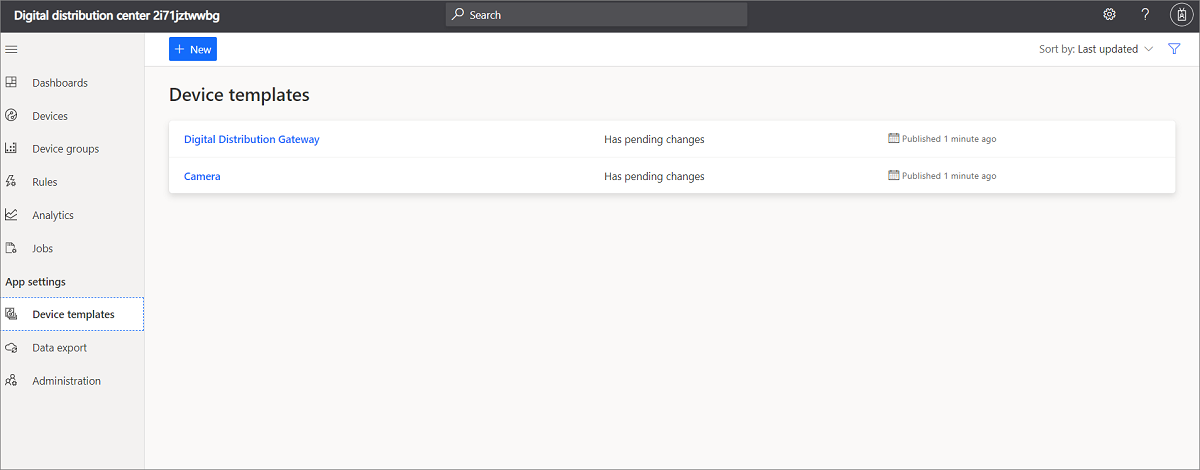 Digital distribution center 2i71jztwwbg
Search
?
New
Sort by: Last updated
Dashboards
Devices
Device groups
Rules
Analytics
Jobs
App settings
Device templates
Data export
Administration
Device templates
Digital Distribution Gateway Has pending changes Published 1 minute ago
Camera Has pending changes Published 1 minute ago